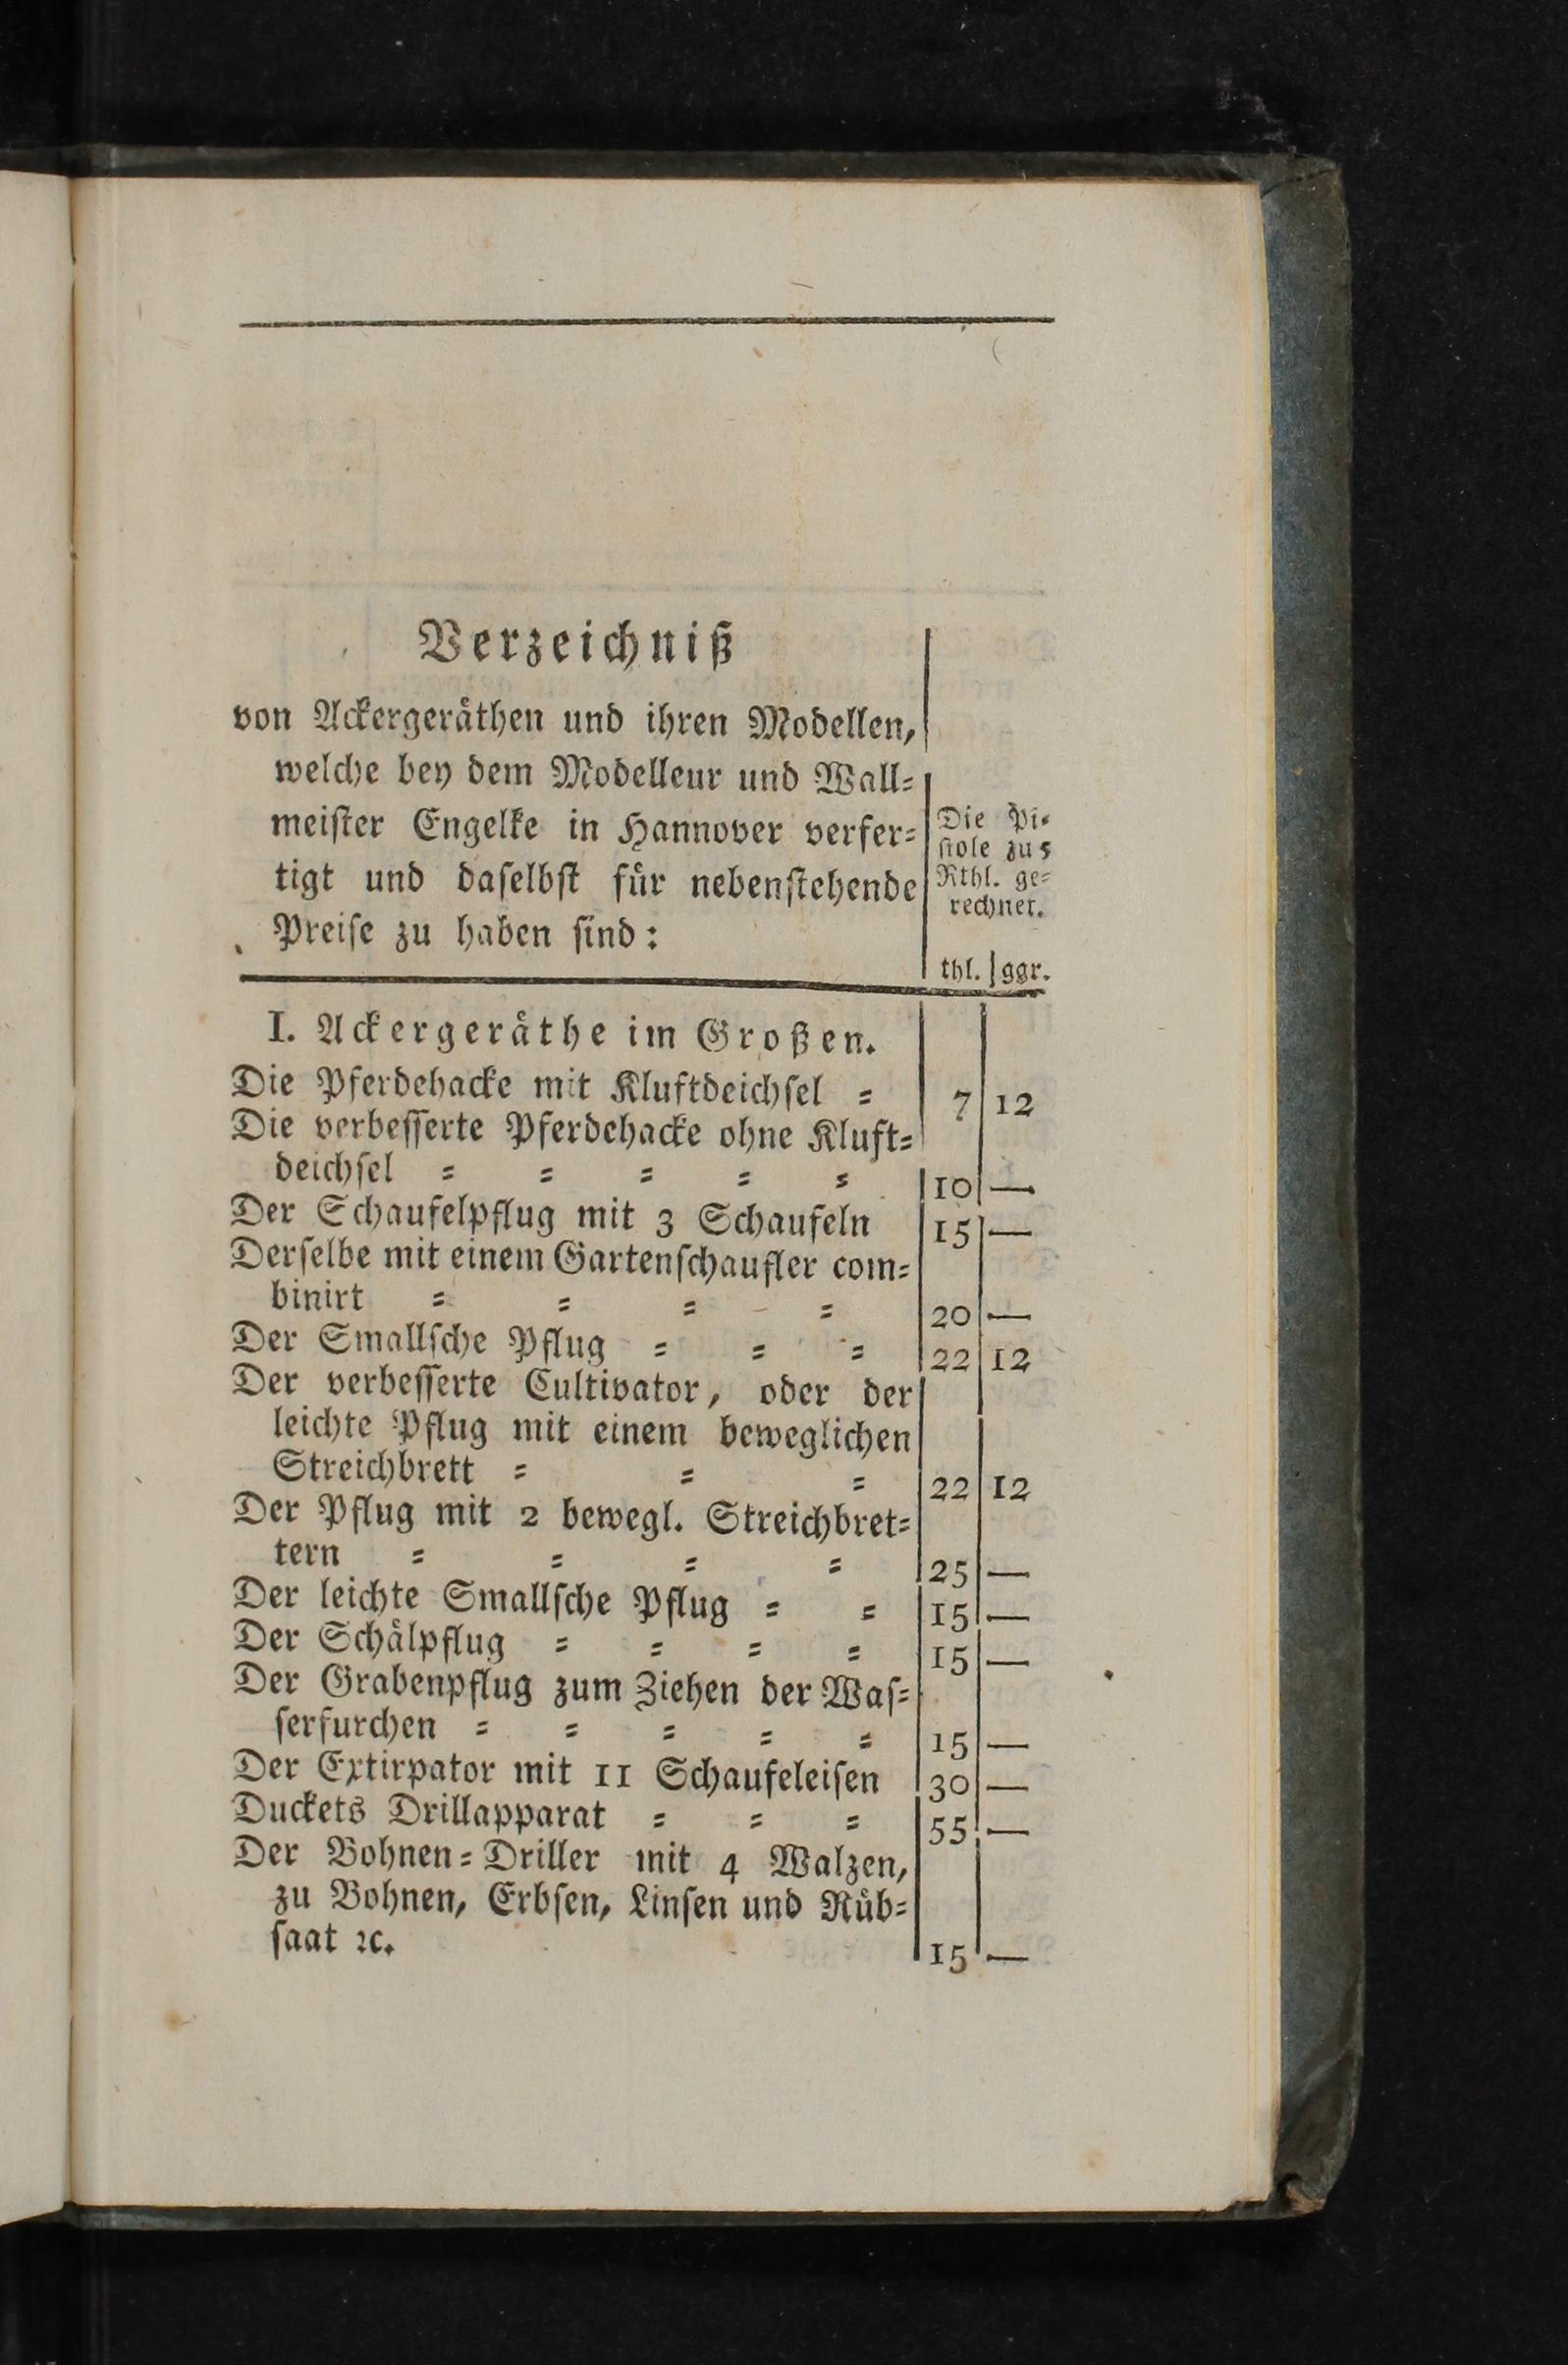 Verzeichniß
von Ackergeräthen und ihren Modellen,
welche bey dem Modelleur und Wall⸗
meiſter Engelke in Hannover verfer⸗
tigt und daſelbſt für nebenſtehende
Preiſe zu haben ſind:
Die Pi⸗
ſtole zu 5
Rthl. ge⸗
rechnet.
thl. | ggr.
I. Ackergeräthe im Großen.
Die Pferdehacke mit Kluftdeichſel ⸗ 7 12
Die verbeſſerte Pferdehacke ohne Kluft⸗
deichſel ⸗ ⸗ ⸗ ⸗ ⸗ 10 —
Der Schaufelpflug mit 3 Schaufeln 15 —
Derſelbe mit einem Gartenſchaufler com⸗
binirt ⸗ ⸗ ⸗ ⸗ 20 —
Der Smallſche Pflug ⸗ ⸗ ⸗ 22 12
Der verbeſſerte Cultivator, oder der
leichte Pflug mit einem beweglichen
Streichbrett ⸗ ⸗ ⸗ 22 12
Der Pflug mit 2 bewegl. Streichbret⸗
tern ⸗ ⸗ ⸗ ⸗ 25 —
Der leichte Smallſche Pflug ⸗ ⸗ 15 —
Der Schälpflug ⸗ ⸗ ⸗ ⸗ 15 —
Der Grabenpflug zum Ziehen der Waſ⸗
ſerfurchen ⸗ ⸗ ⸗ ⸗ ⸗ 15 —
Der Extirpator mit 11 Schaufeleiſen 30 —
Duckets Drillapparat ⸗ ⸗ ⸗ 55 —
Der Bohnen⸗Driller mit 4 Walzen,
zu Bohnen, Erbſen, Linſen und Rüb⸗
ſaat ꝛc. 15 —